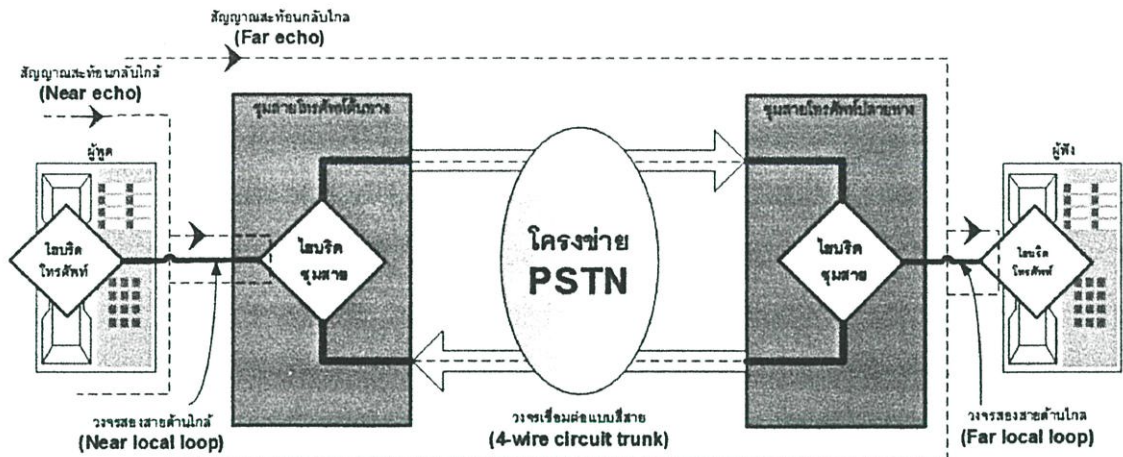 สัญญาณสะท้อนกลับไกล
(Far echo)
สัญญาณสะท้อนกลับใกล้
(Near echo)
ผู้พูด
ชุมสายโทรศัพท์ต้นทาง
ชุมสายโทรศัพท์ปลายทาง
ผู้ฟัง
ไฮบริด
โทรศัพท์
ไฮบริด
ชุมสาย
โครงข่าย
PSTN
ไฮบริด
ชุมสาย
ไฮบริด
โทรศัพท์
วงจรสองสายด้านใกล้
(Near local loop)
วงจรเชื่อมต่อแบบสี่สาย
(4-wire circuit trunk)
วงจรสองสายด้านไกล
(Far local loop)